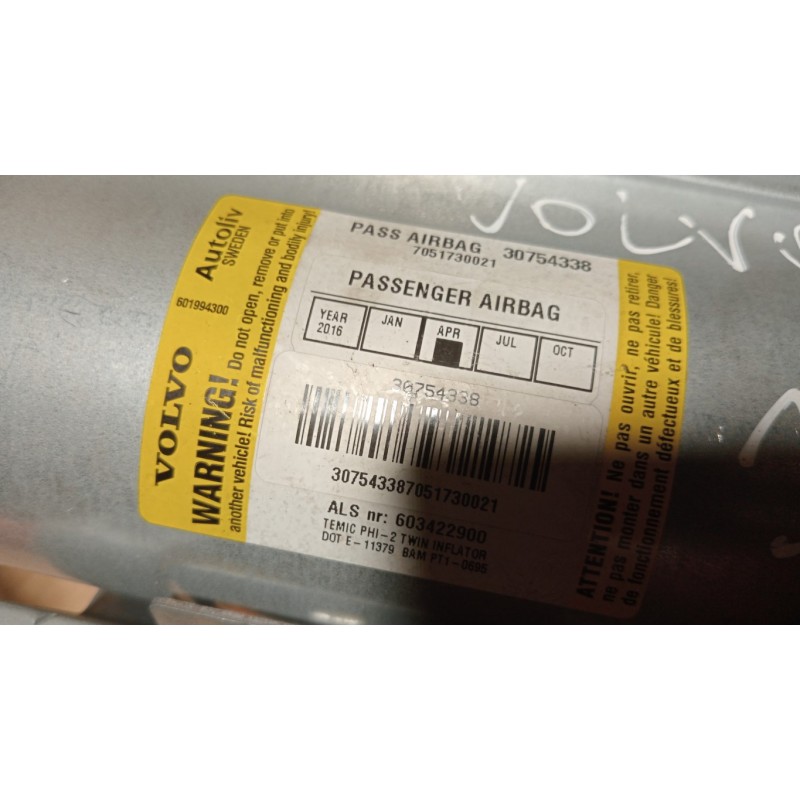 VOLVO
Autoliv
SWEDEN
601994300
WARNING! Do not open, remove or put into
another vehicle! Risk of malfunctioning and bodily injury!
PASS AIRBAG 30754338
7051730021
PASSENGER AIRBAG
YEAR
2016
JAN
APR
JUL
OCT
30754338
307543387051730021
ALS nr: 603422900
TEMIC PHI-2 TWIN INFLATOR
DOT E-11379 BAM PT1-0695
ATTENTION! Ne pas ouvrir, ne pas retirer,
ne pas monter dans un autre véhicule! Danger
de fonctionnement défectueux et de blessures!